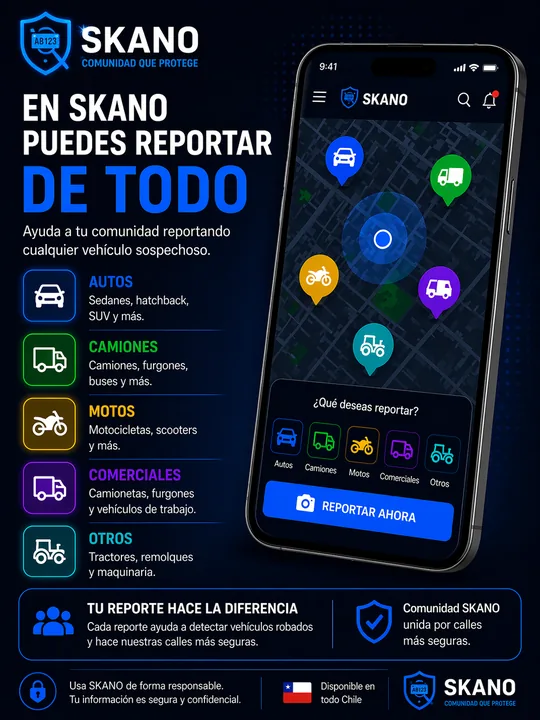 AB123
SKANO
COMUNIDAD QUE PROTEGE
EN SKANO
PUEDES REPORTAR
DE TODO
Ayuda a tu comunidad reportando
cualquier vehículo sospechoso.
AUTOS
Sedanes, hatchback,
SUV y más.
CAMIONES
Camiones, furgones,
buses y más.
MOTOS
Motocicletas, scooters
y más.
COMERCIALES
Camionetas, furgones
y vehículos de trabajo.
OTROS
Tractores, remolques
y maquinaria.
9:41
SKANO
¿Qué deseas reportar?
Autos
Camiones
Motos
Comerciales
Otros
REPORTAR AHORA
TU REPORTE HACE LA DIFERENCIA
Cada reporte ayuda a detectar vehículos robados
y hace nuestras calles más seguras.
Comunidad SKANO
unida por calles
más seguras.
Usa SKANO de forma responsable.
Tu información es segura y confidencial.
Disponible en
todo Chile
AB123
SKANO
COMUNIDAD QUE PROTEGE